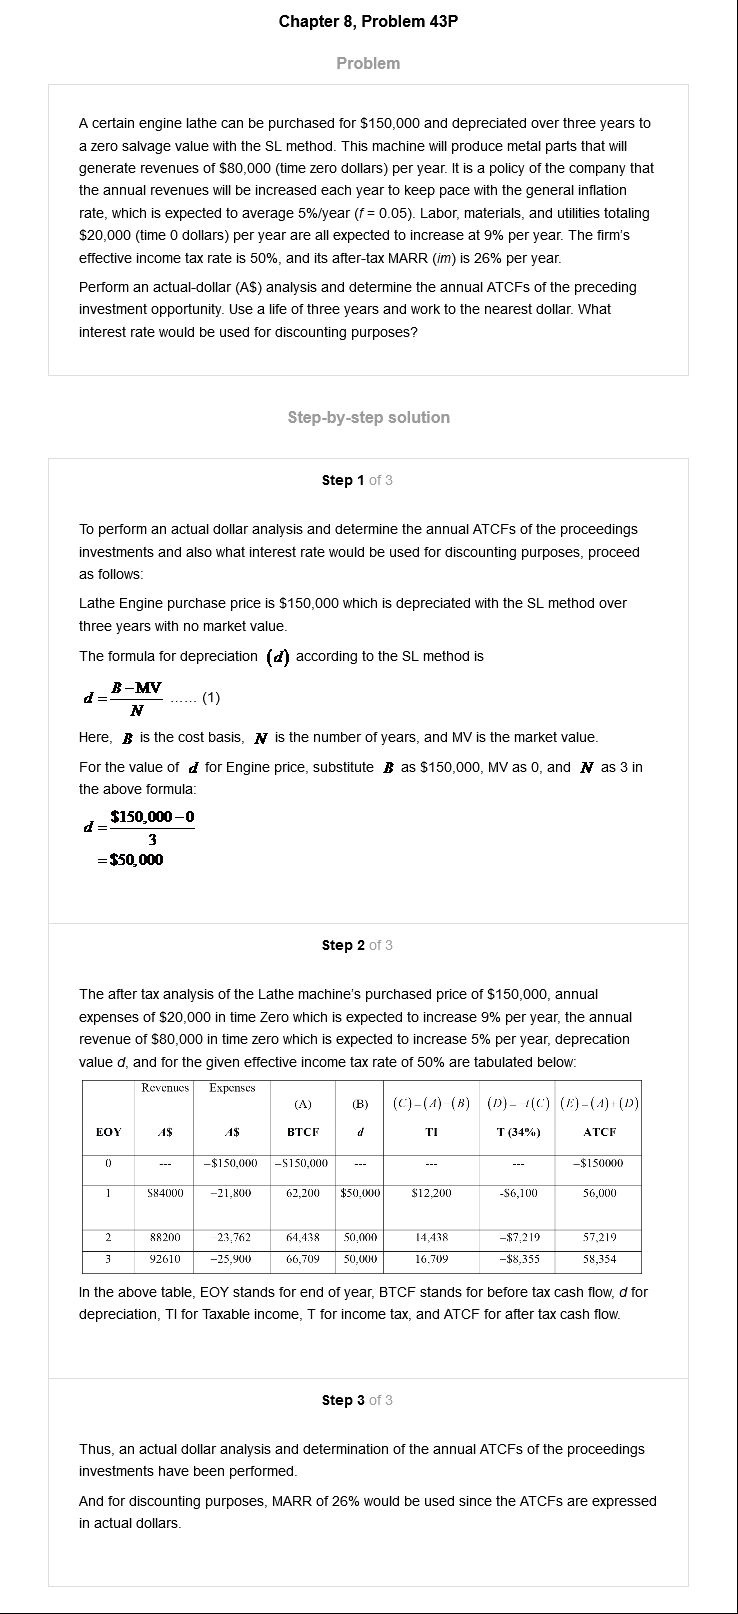 Chapter 8, Problem 43P
Problem
A certain engine lathe can be purchased for $150,000 and depreciated over three years to
a zero salvage value with the SL method. This machine will produce metal parts that will
generate revenues of $80,000 (time zero dollars) per year. It is a policy of the company that
the annual revenues will be increased each year to keep pace with the general inflation
rate, which is expected to average 5%/year (f = 0.05). Labor, materials, and utilities totaling
$20,000 (time 0 dollars) per year are all expected to increase at 9% per year. The firm's
effective income tax rate is 50%, and its after-tax MARR (im) is 26% per year.
Perform an actual-dollar (A$) analysis and determine the annual ATCFs of the preceding
investment opportunity. Use a life of three years and work to the nearest dollar. What
interest rate would be used for discounting purposes?
Step-by-step solution
Step 1 of 3
To perform an actual dollar analysis and determine the annual ATCFs of the proceedings
investments and also what interest rate would be used for discounting purposes, proceed
as follows:
Lathe Engine purchase price is $150,000 which is depreciated with the SL method over
three years with no market value.
The formula for depreciation (d) according to the SL method is
d = B – MV / N ...... (1)
Here, B is the cost basis, N is the number of years, and MV is the market value.
For the value of d for Engine price, substitute B as $150,000, MV as 0, and N as 3 in
the above formula:
d = $150,000 – 0 / 3
= $50,000
Step 2 of 3
The after tax analysis of the Lathe machine's purchased price of $150,000, annual
expenses of $20,000 in time Zero which is expected to increase 9% per year, the annual
revenue of $80,000 in time zero which is expected to increase 5% per year, deprecation
value d, and for the given effective income tax rate of 50% are tabulated below:
Revenues Expenses
(A) (B) (C)=(A)-(B) (D)=-t(C) (E)=(A)+(D)
EOY A$ A$ BTCF d TI T (34%) ATCF
0 --- –$150,000 –$150,000 --- --- --- –$150000
1 $84000 –21,800 62,200 $50,000 $12,200 -$6,100 56,000
2 88200 23,762 64,438 50,000 14,438 –$7,219 57,219
3 92610 –25,900 66,709 50,000 16,709 –$8,355 58,354
In the above table, EOY stands for end of year, BTCF stands for before tax cash flow, d for
depreciation, TI for Taxable income, T for income tax, and ATCF for after tax cash flow.
Step 3 of 3
Thus, an actual dollar analysis and determination of the annual ATCFs of the proceedings
investments have been performed.
And for discounting purposes, MARR of 26% would be used since the ATCFs are expressed
in actual dollars.